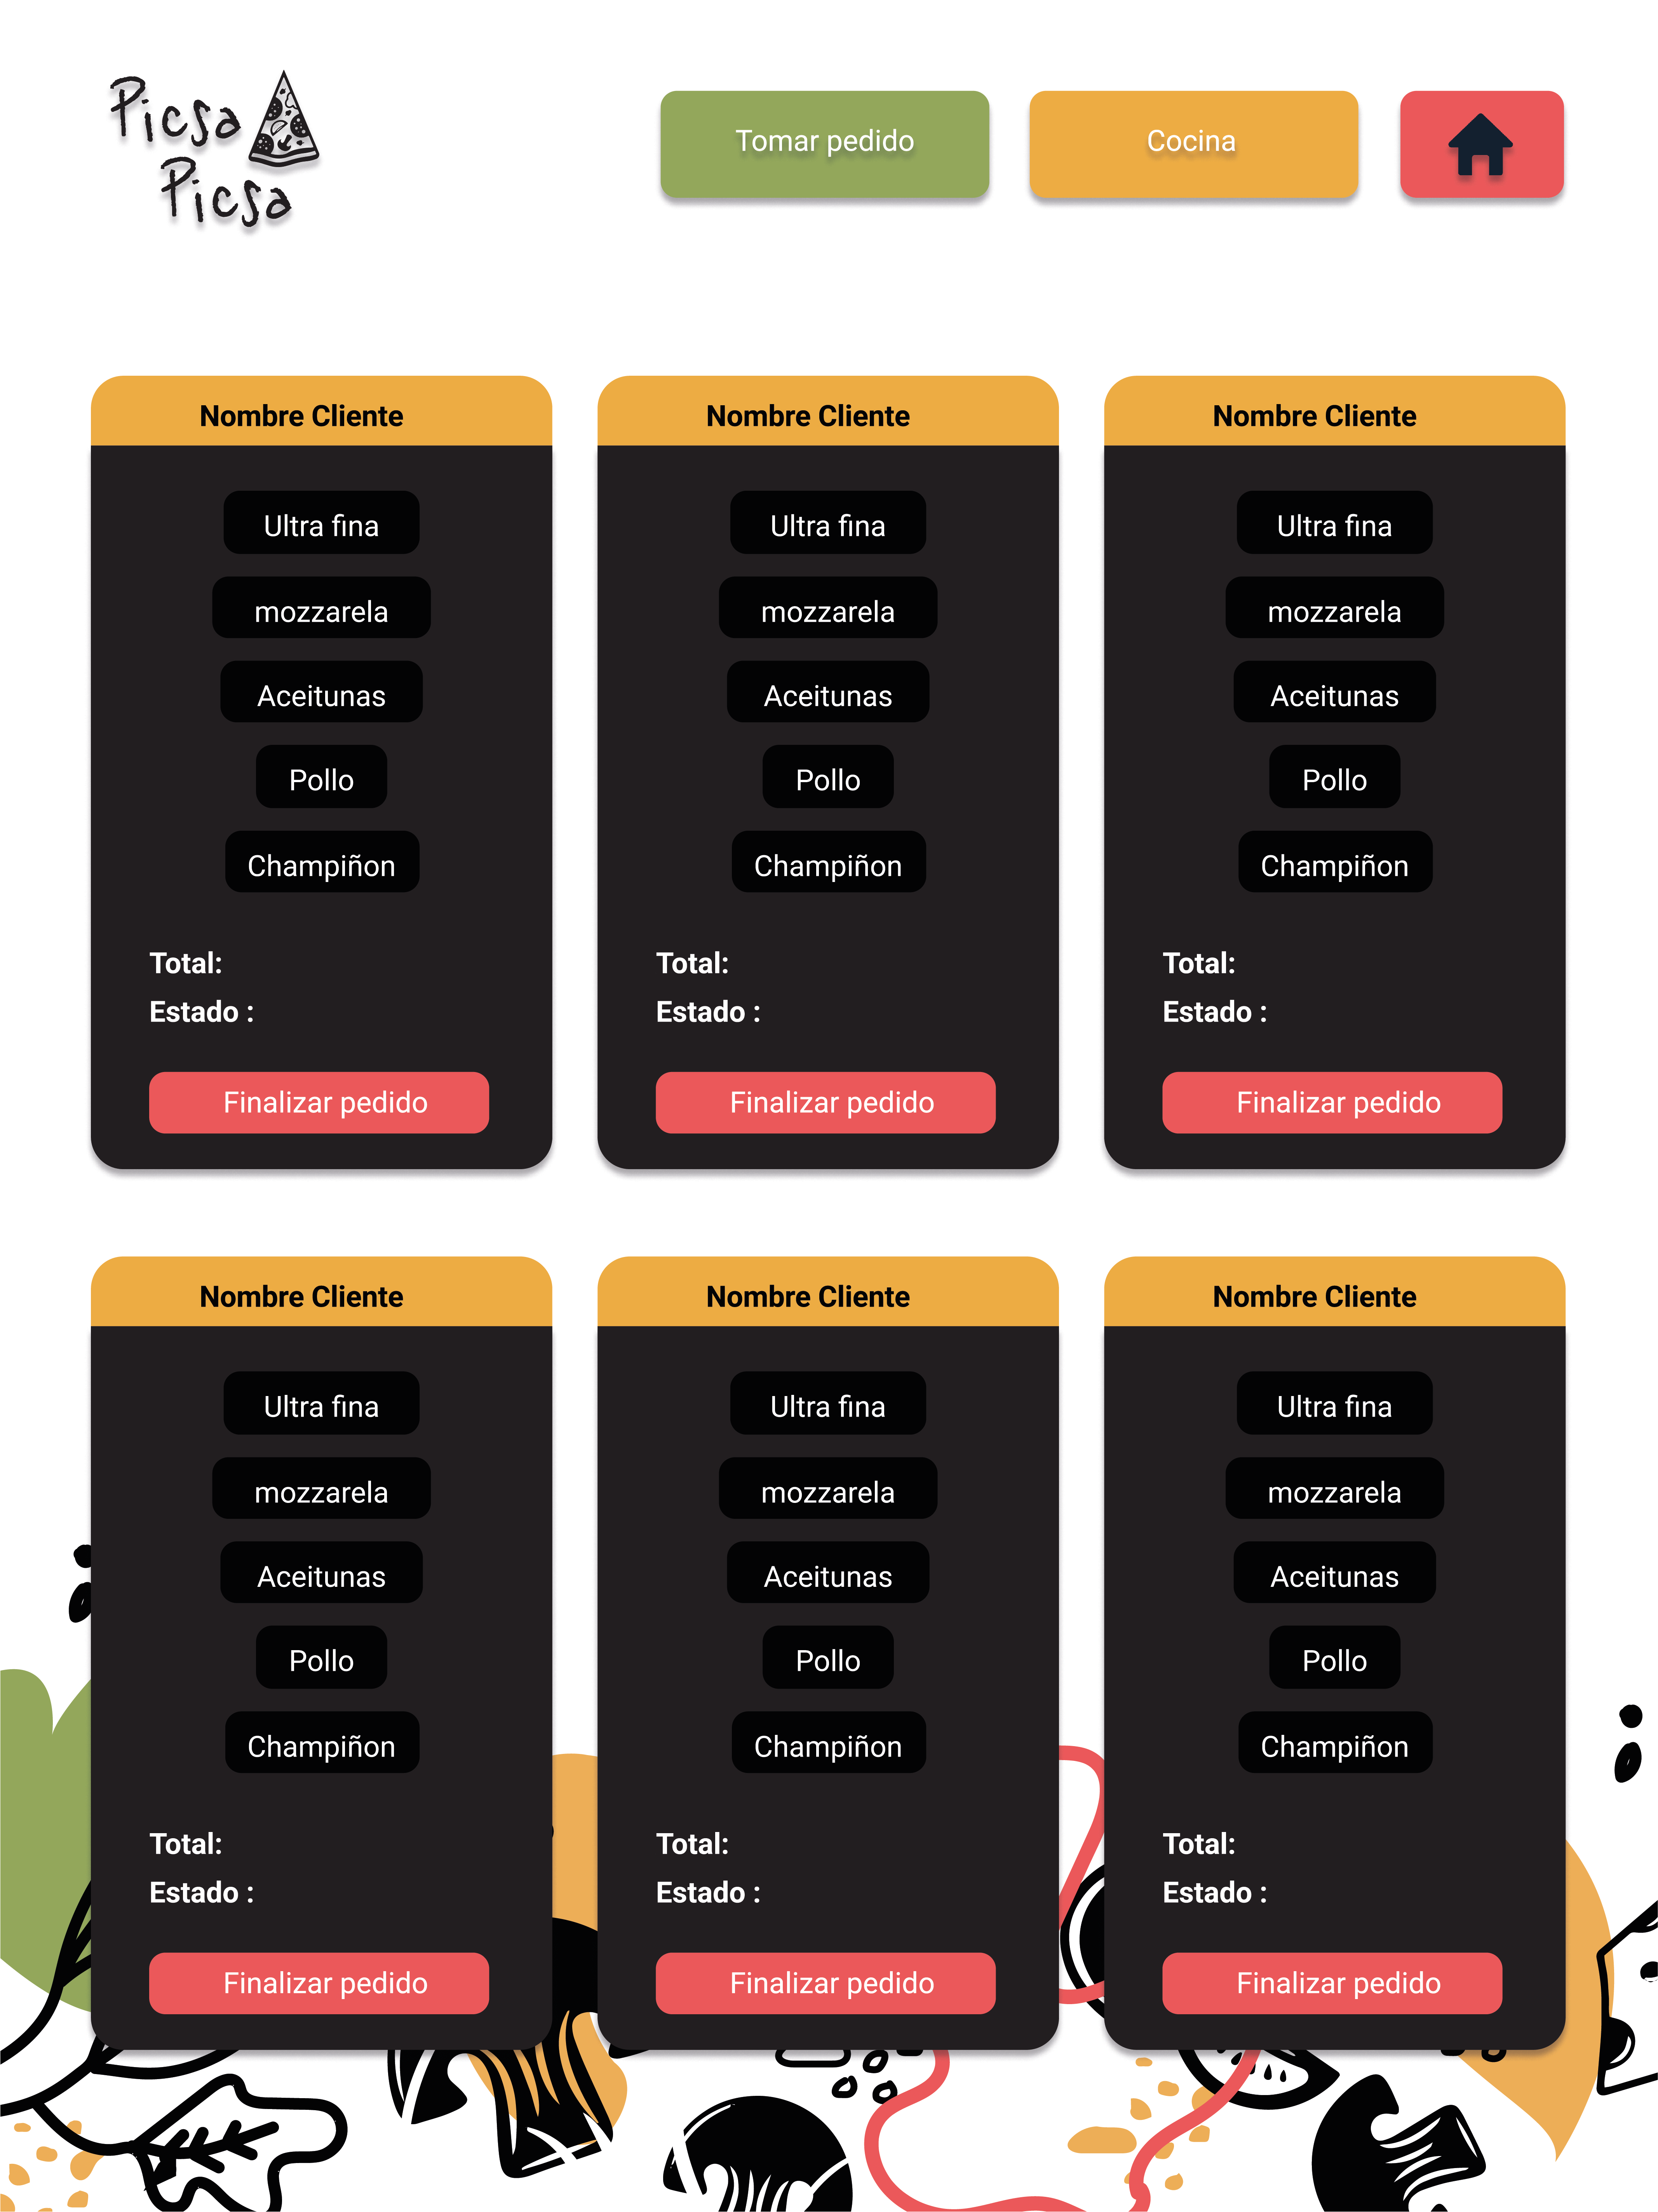 Picsa
Picsa
Tomar pedido
Cocina
Nombre Cliente
Ultra fina
mozzarela
Aceitunas
Pollo
Champiñon
Total:
Estado :
Finalizar pedido
Nombre Cliente
Ultra fina
mozzarela
Aceitunas
Pollo
Champiñon
Total:
Estado :
Finalizar pedido
Nombre Cliente
Ultra fina
mozzarela
Aceitunas
Pollo
Champiñon
Total:
Estado :
Finalizar pedido
Nombre Cliente
Ultra fina
mozzarela
Aceitunas
Pollo
Champiñon
Total:
Estado :
Finalizar pedido
Nombre Cliente
Ultra fina
mozzarela
Aceitunas
Pollo
Champiñon
Total:
Estado :
Finalizar pedido
Nombre Cliente
Ultra fina
mozzarela
Aceitunas
Pollo
Champiñon
Total:
Estado :
Finalizar pedido